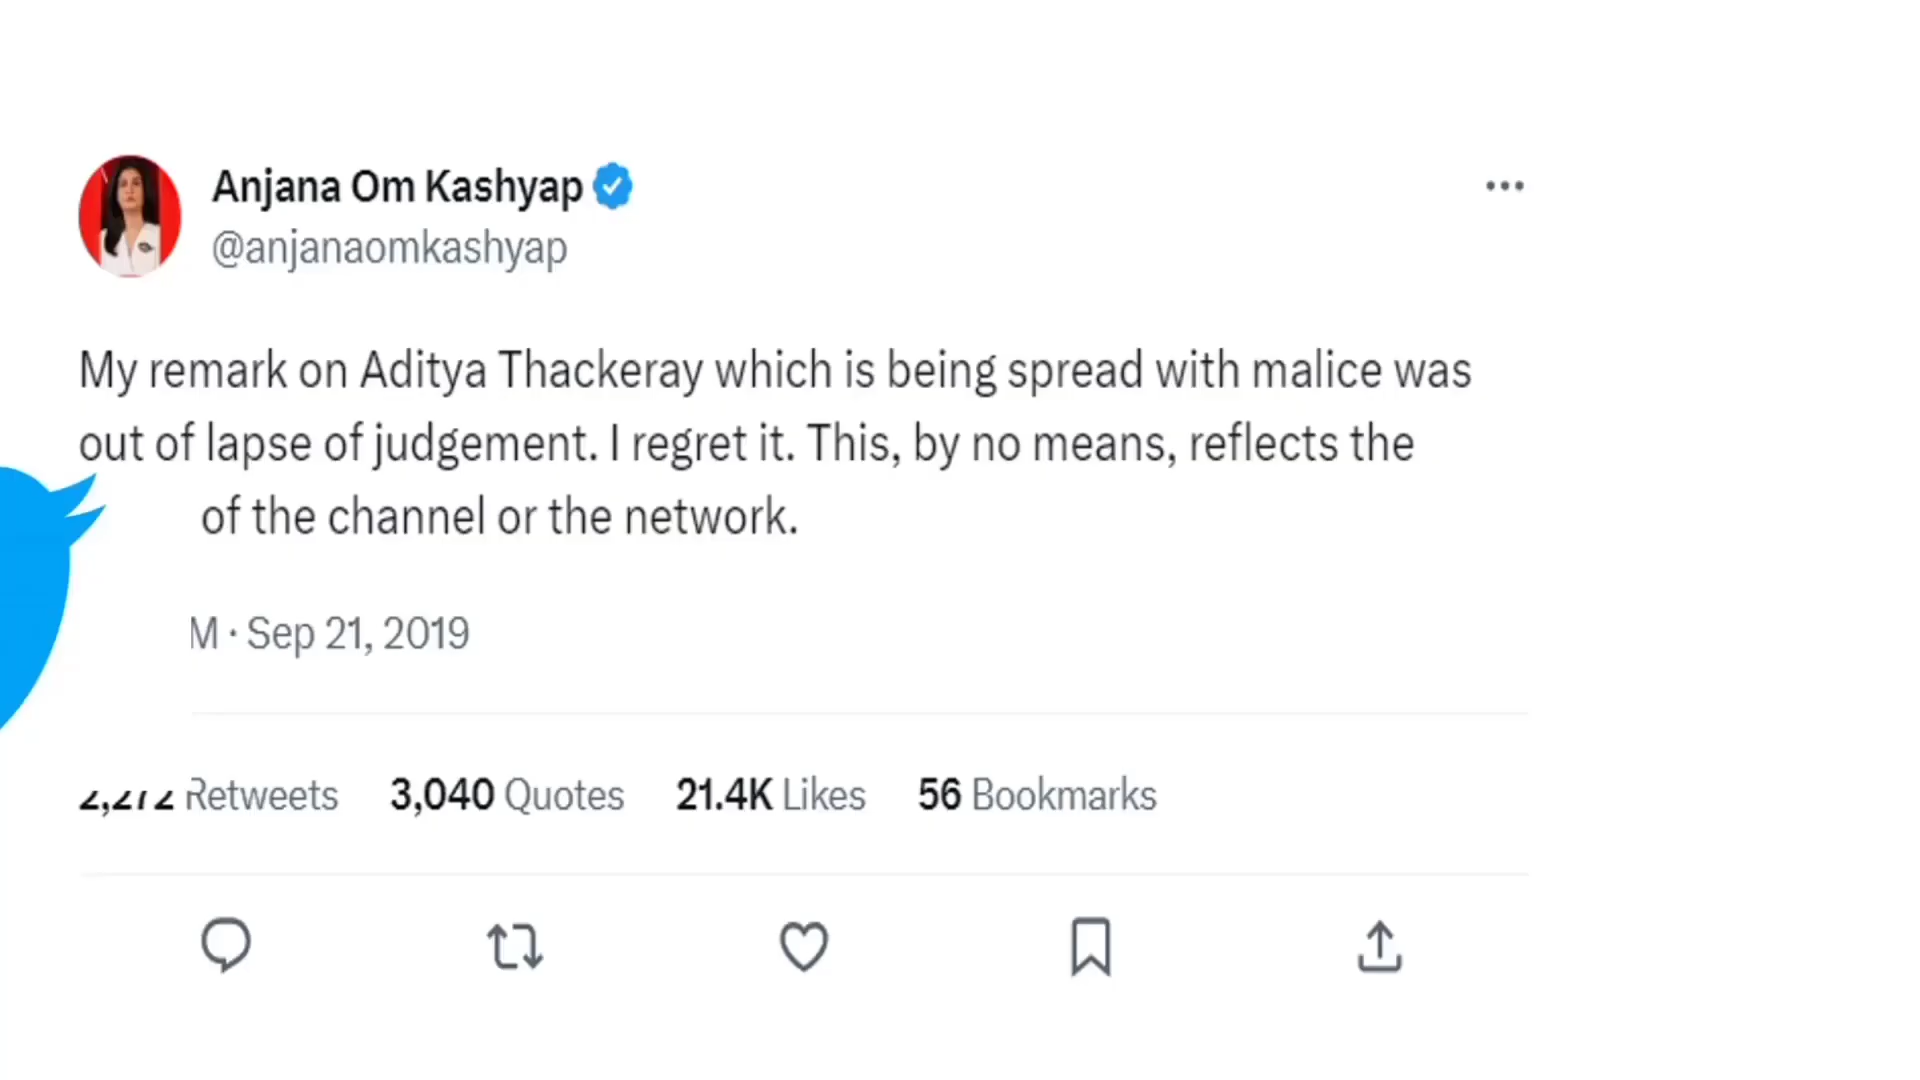 Anjana Om Kashyap
@anjanaomkashyap
My remark on Aditya Thackeray which is being spread with malice was
out of lapse of judgement. I regret it. This, by no means, reflects the
of the channel or the network.
M · Sep 21, 2019
Retweets 3,040 Quotes 21.4K Likes 56 Bookmarks